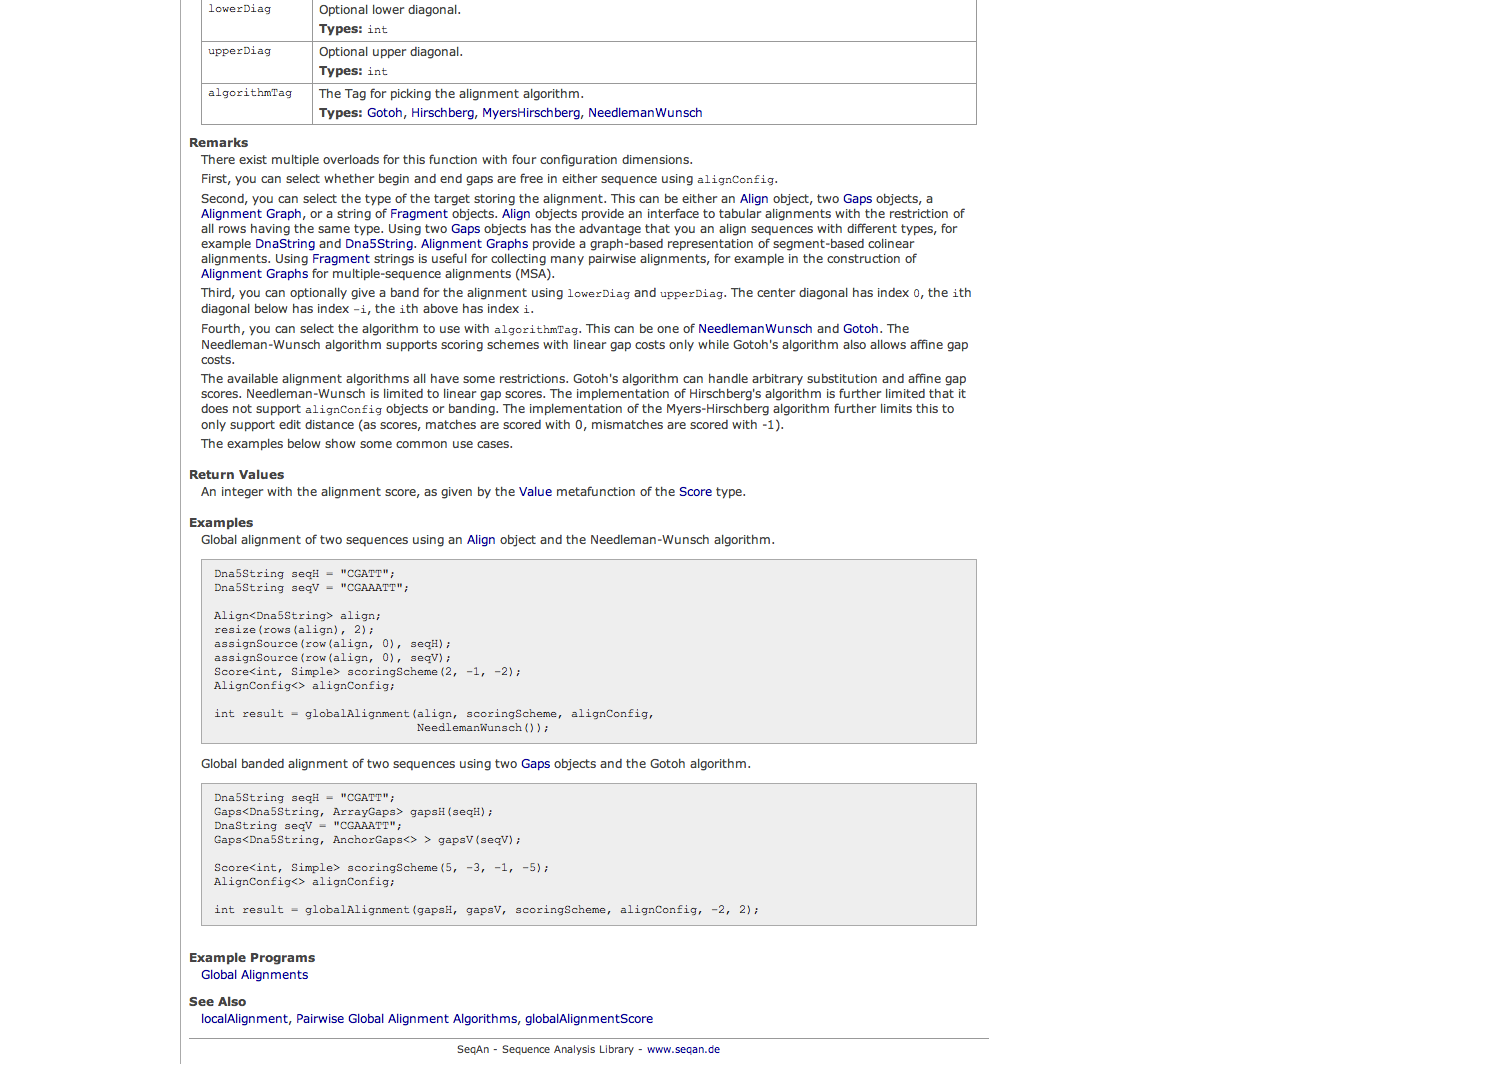 lowerDiag
Optional lower diagonal.
Types: int
upperDiag
Optional upper diagonal.
Types: int
algorithmTag
The Tag for picking the alignment algorithm.
Types: Gotoh, Hirschberg, MyersHirschberg, NeedlemanWunsch
Remarks
There exist multiple overloads for this function with four configuration dimensions.
First, you can select whether begin and end gaps are free in either sequence using alignConfig.
Second, you can select the type of the target storing the alignment. This can be either an Align object, two Gaps objects, a
Alignment Graph, or a string of Fragment objects. Align objects provide an interface to tabular alignments with the restriction of
all rows having the same type. Using two Gaps objects has the advantage that you an align sequences with different types, for
example DnaString and Dna5String. Alignment Graphs provide a graph-based representation of segment-based colinear
alignments. Using Fragment strings is useful for collecting many pairwise alignments, for example in the construction of
Alignment Graphs for multiple-sequence alignments (MSA).
Third, you can optionally give a band for the alignment using lowerDiag and upperDiag. The center diagonal has index 0, the ith
diagonal below has index -i, the ith above has index i.
Fourth, you can select the algorithm to use with algorithmTag. This can be one of NeedlemanWunsch and Gotoh. The
Needleman-Wunsch algorithm supports scoring schemes with linear gap costs only while Gotoh's algorithm also allows affine gap
costs.
The available alignment algorithms all have some restrictions. Gotoh's algorithm can handle arbitrary substitution and affine gap
scores. Needleman-Wunsch is limited to linear gap scores. The implementation of Hirschberg's algorithm is further limited that it
does not support alignConfig objects or banding. The implementation of the Myers-Hirschberg algorithm further limits this to
only support edit distance (as scores, matches are scored with 0, mismatches are scored with -1).
The examples below show some common use cases.
Return Values
An integer with the alignment score, as given by the Value metafunction of the Score type.
Examples
Global alignment of two sequences using an Align object and the Needleman-Wunsch algorithm.
Dna5String seqH = "CGATT";
Dna5String seqV = "CGAAATT";
Align<Dna5String> align;
resize(rows(align), 2);
assignSource(row(align, 0), seqH);
assignSource(row(align, 0), seqV);
Score<int, Simple> scoringScheme(2, -1, -2);
AlignConfig<> alignConfig;
int result = globalAlignment(align, scoringScheme, alignConfig,
NeedlemanWunsch());
Global banded alignment of two sequences using two Gaps objects and the Gotoh algorithm.
Dna5String seqH = "CGATT";
Gaps<Dna5String, ArrayGaps> gapsH(seqH);
DnaString seqV = "CGAAATT";
Gaps<Dna5String, AnchorGaps<> > gapsV(seqV);
Score<int, Simple> scoringScheme(5, -3, -1, -5);
AlignConfig<> alignConfig;
int result = globalAlignment(gapsH, gapsV, scoringScheme, alignConfig, -2, 2);
Example Programs
Global Alignments
See Also
localAlignment, Pairwise Global Alignment Algorithms, globalAlignmentScore
SeqAn - Sequence Analysis Library - www.seqan.de